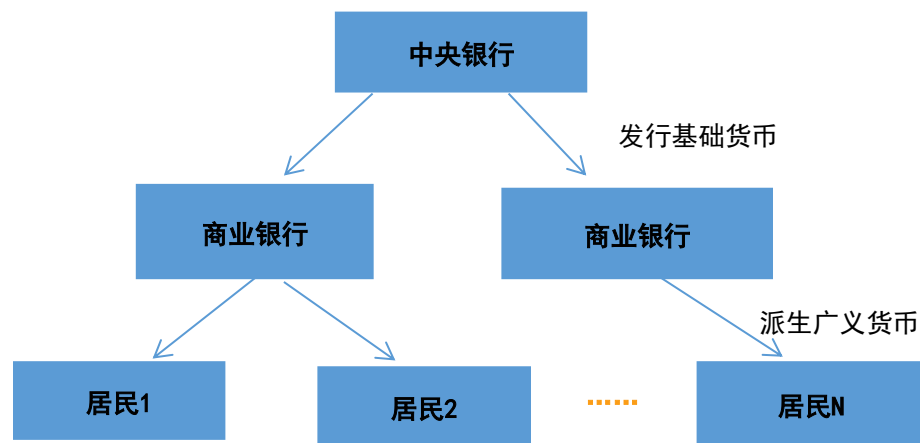 中央银行
发行基础货币
商业银行
商业银行
派生广义货币
居民1
居民2
......
居民N